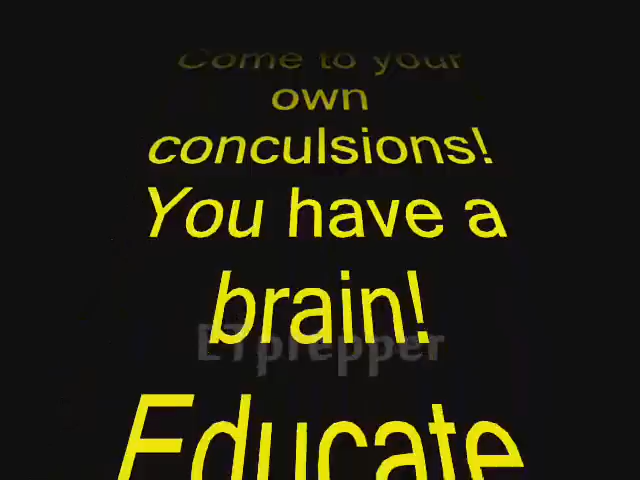 Come to your
own
conculsions!
You have a
brain!
ETprepper
Educate